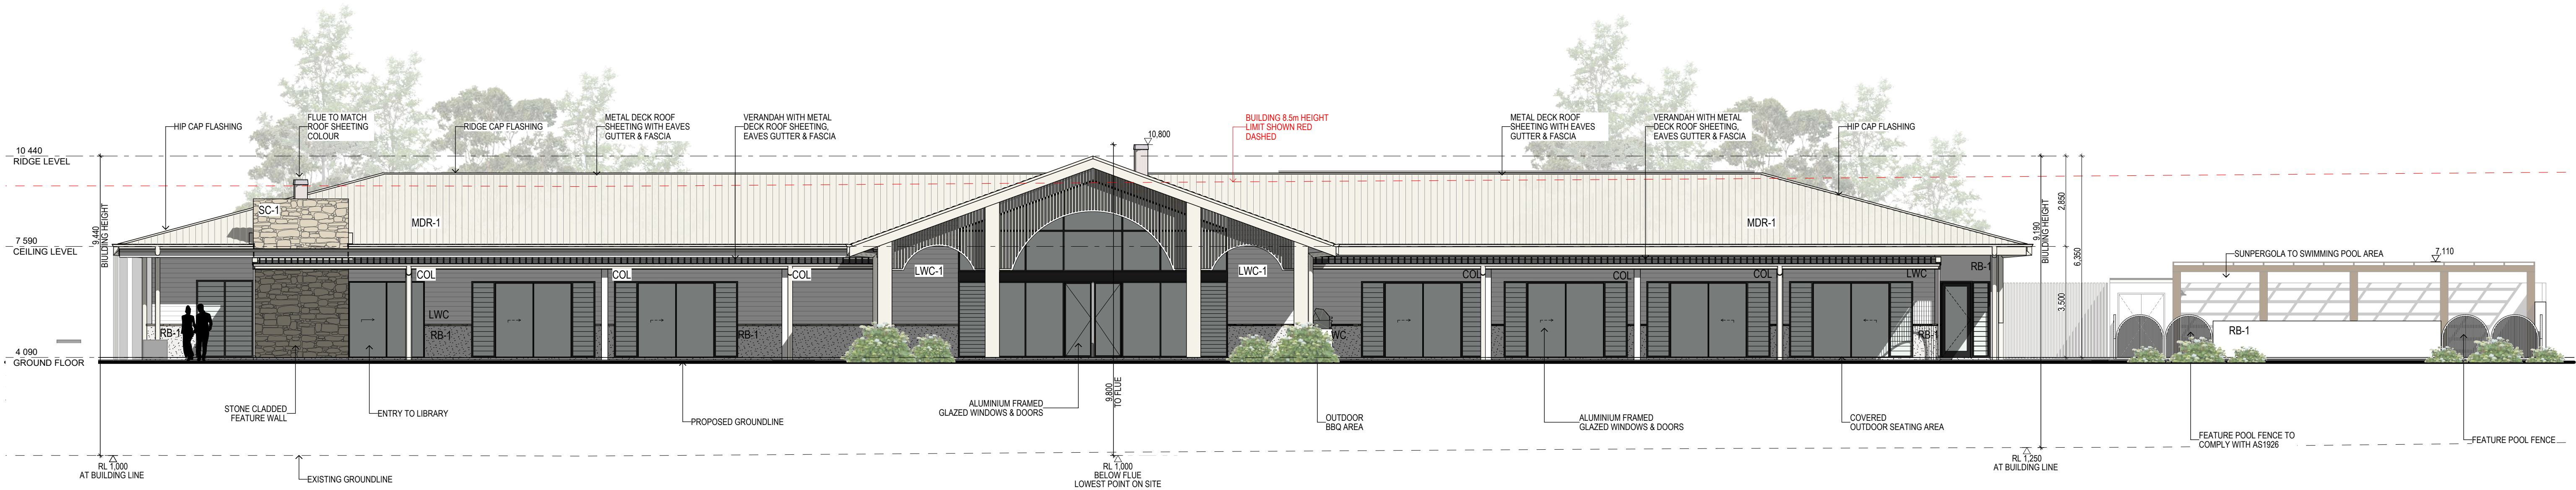 HIP CAP FLASHING
FLUE TO MATCH
ROOF SHEETING
COLOUR
RIDGE CAP FLASHING
METAL DECK ROOF
SHEETING WITH EAVES
GUTTER & FASCIA
VERANDAH WITH METAL
DECK ROOF SHEETING,
EAVES GUTTER & FASCIA
10,800
BUILDING 8.5m HEIGHT
LIMIT SHOWN RED
DASHED
METAL DECK ROOF
SHEETING WITH EAVES
GUTTER & FASCIA
VERANDAH WITH METAL
DECK ROOF SHEETING,
EAVES GUTTER & FASCIA
HIP CAP FLASHING
10 440
RIDGE LEVEL
7 590
CEILING LEVEL
4 090
GROUND FLOOR
9.440
BIULDING HEIGHT
SC-1
MDR-1
MDR-1
9.190
BIULDING HEIGHT
2,850
6,350
3,500
COL
COL
COL
LWC-1
LWC-1
COL
COL
COL
LWC
RB-1
SUNPERGOLA TO SWIMMING POOL AREA
7,110
RB-1
LWC
RB-1
RB-1
WC
RB-1
RB-1
STONE CLADDED
FEATURE WALL
ENTRY TO LIBRARY
PROPOSED GROUNDLINE
ALUMINIUM FRAMED
GLAZED WINDOWS & DOORS
9.800
TO FLUE
OUTDOOR
BBQ AREA
ALUMINIUM FRAMED
GLAZED WINDOWS & DOORS
COVERED
OUTDOOR SEATING AREA
FEATURE POOL FENCE TO
COMPLY WITH AS1926
FEATURE POOL FENCE
RL 1,000
AT BUILDING LINE
EXISTING GROUNDLINE
RL 1,000
BELOW FLUE
LOWEST POINT ON SITE
RL 1,250
AT BUILDING LINE